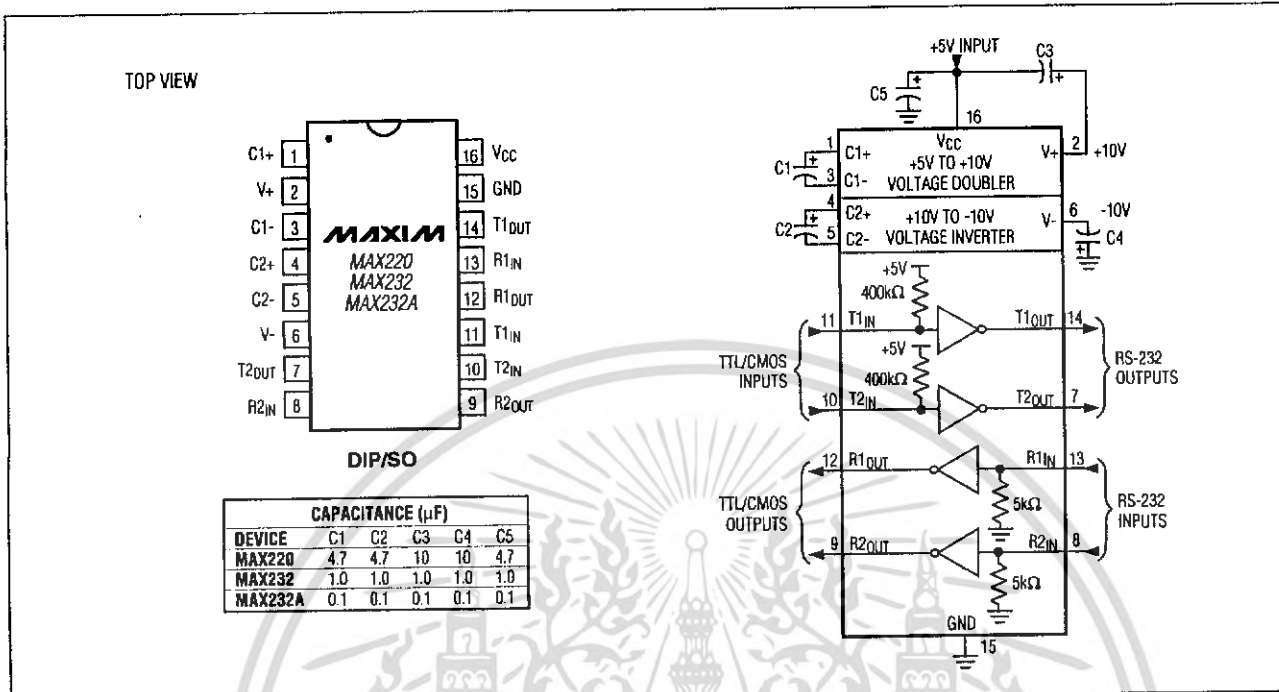 TOP VIEW
C1+ 1
V+ 2
C1- 3
C2+ 4
C2- 5
V- 6
T2OUT 7
R2IN 8
MAXIM
MAX220
MAX232
MAX232A
16 VCC
15 GND
14 T1OUT
13 R1IN
12 R1OUT
11 T1IN
10 T2IN
9 R2OUT
DIP/SO
CAPACITANCE (µF)
DEVICE C1 C2 C3 C4 C5
MAX220 4.7 4.7 10 10 4.7
MAX232 1.0 1.0 1.0 1.0 1.0
MAX232A 0.1 0.1 0.1 0.1 0.1
+5V INPUT
C3
+
C5
+
16
VCC
1
C1+
C1
+
3
C1-
+5V TO +10V
VOLTAGE DOUBLER
V+
2
+10V
4
C2+
C2
+
5
C2-
+10V TO -10V
VOLTAGE INVERTER
V-
6
-10V
C4
+
+5V
400kΩ
11 T1IN
T1OUT 14
+5V
400kΩ
10 T2IN
T2OUT 7
TTL/CMOS
INPUTS
RS-232
OUTPUTS
12 R1OUT
R1IN 13
5kΩ
9 R2OUT
R2IN 8
5kΩ
TTL/CMOS
OUTPUTS
RS-232
INPUTS
GND
15